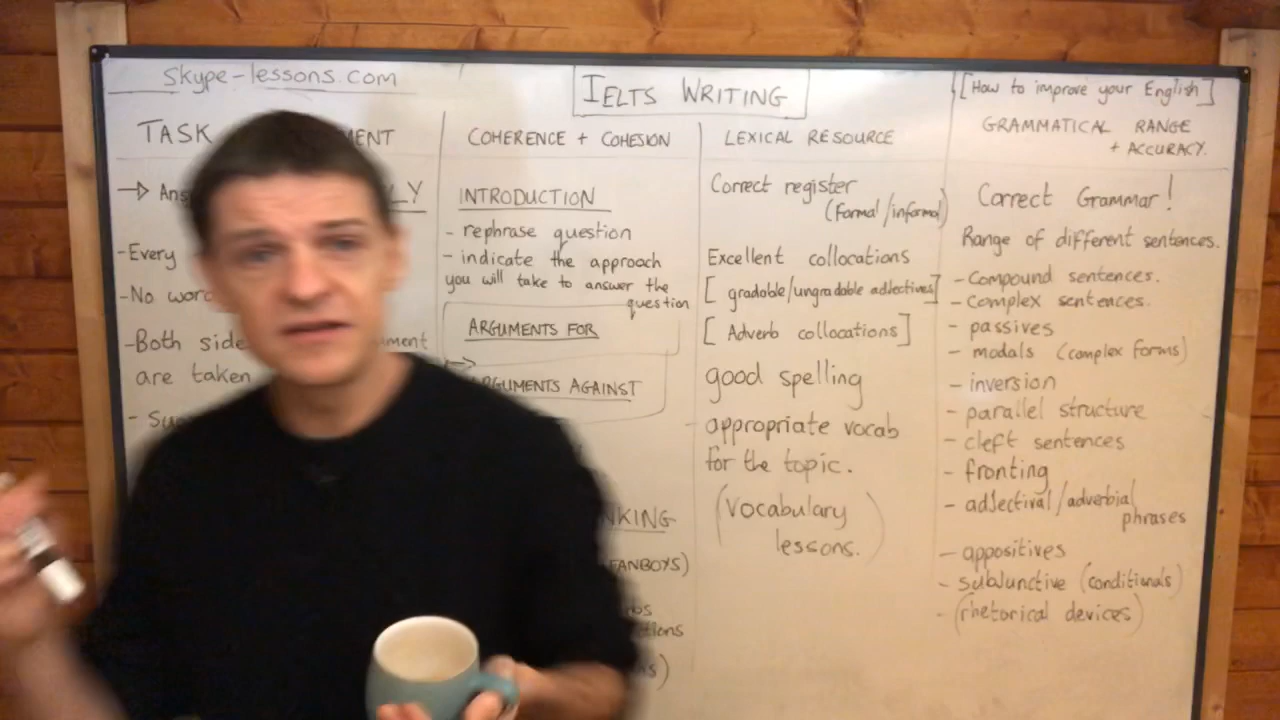 skype-lessons.com
IELTS WRITING
[How to improve your English]
TASK
COHERENCE + COHESION
LEXICAL RESOURCE
GRAMMATICAL RANGE
+ ACCURACY.
→
LY
- Every
- No
- Both
are taken
-
INTRODUCTION
- rephrase question
- indicate the approach
you will take to answer the
question
ARGUMENTS FOR
ARGUMENTS AGAINST
FANBOYS)
Correct register
(formal/informal)
Excellent collocations
[gradable/ungradable adjectives]
[Adverb collocations]
good spelling
appropriate vocab
for the topic.
(Vocabulary
lessons.)
Correct Grammar!
Range of different sentences.
- Compound sentences.
- Complex sentences.
- passives
- modals (complex forms)
- inversion
- parallel structure
- cleft sentences
- fronting
- adjectival/adverbial
phrases
- appositives
- subjunctive (conditionals)
- (rhetorical devices)